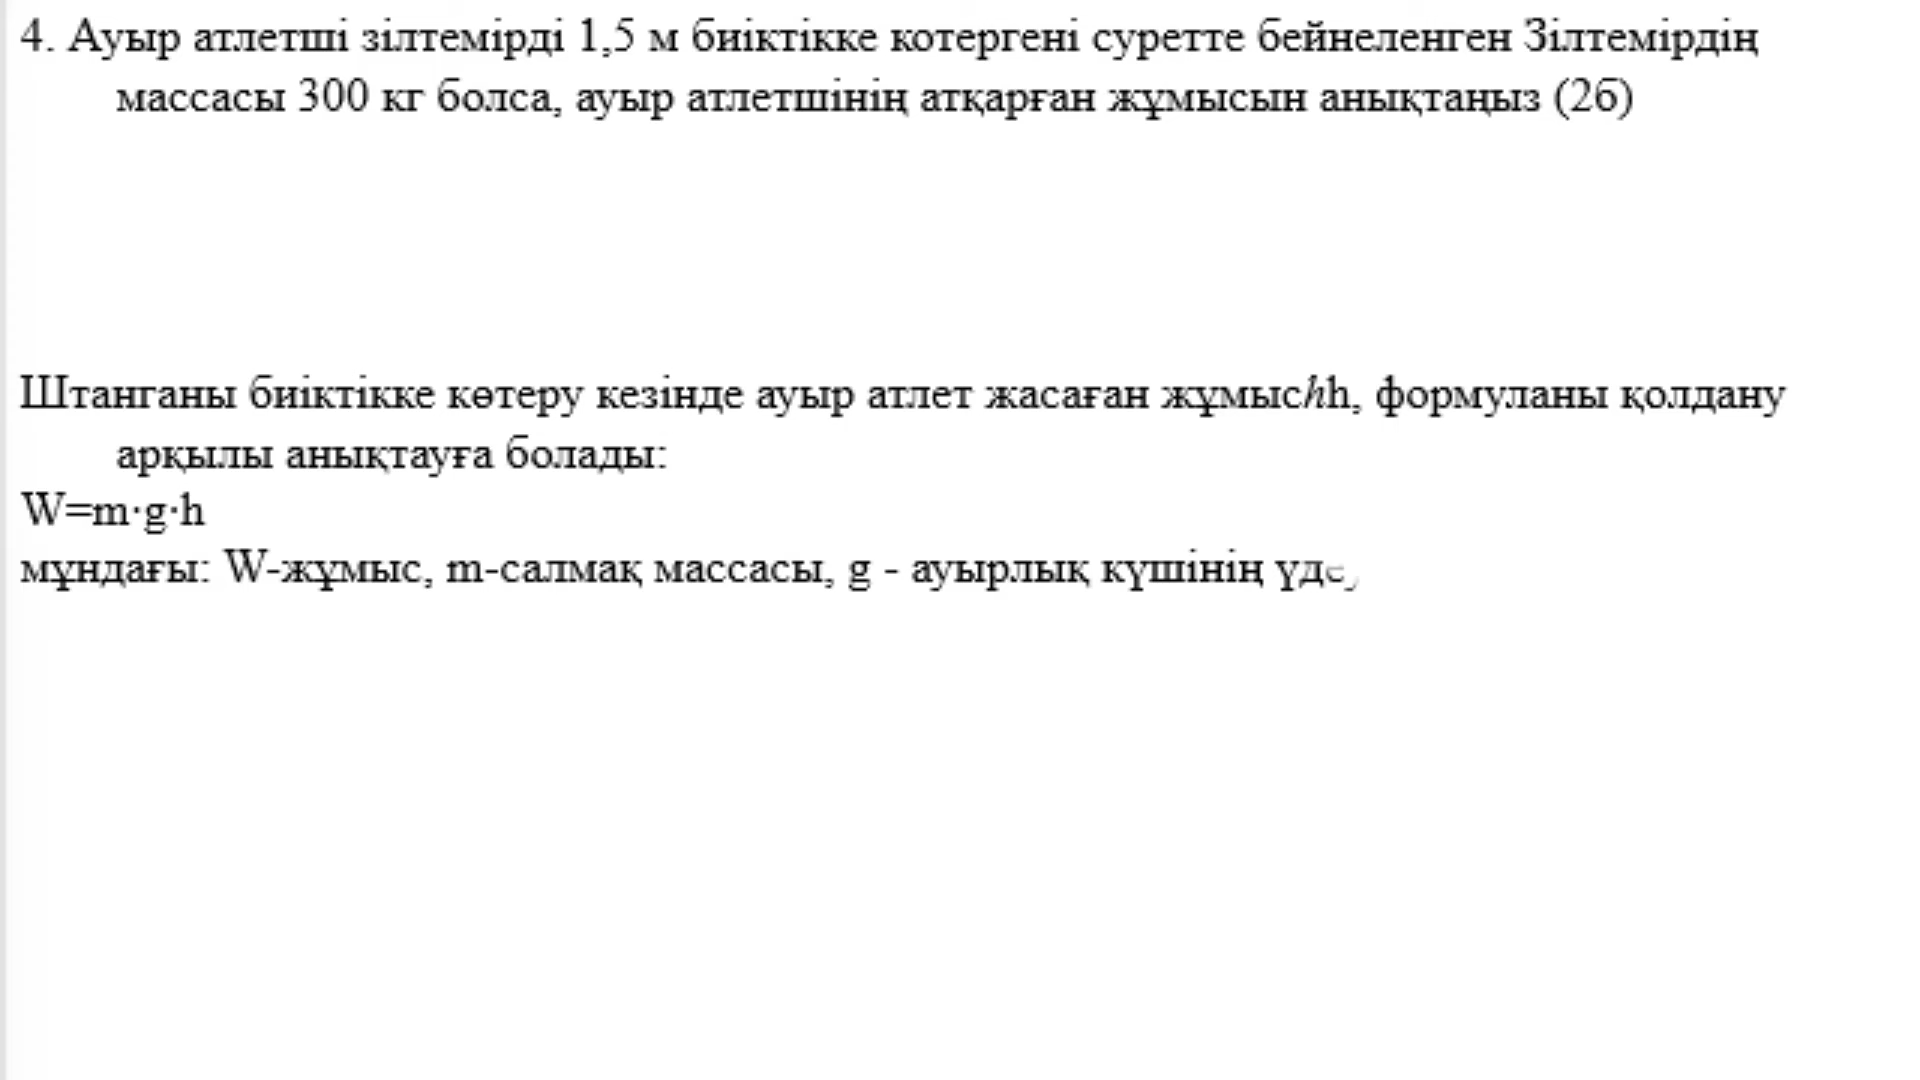 4. Ауыр атлетші зілтемірді 1,5 м биіктікке котергені суретте бейнеленген Зілтемірдің
массасы 300 кг болса, ауыр атлетшінің атқарған жұмысын анықтаңыз (2б)
Штанганы биіктікке көтеру кезінде ауыр атлет жасаған жұмысhh, формуланы қолдану
арқылы анықтауға болады:
W=m·g·h
мұндағы: W-жұмыс, m-салмақ массасы, g - ауырлық күшінің